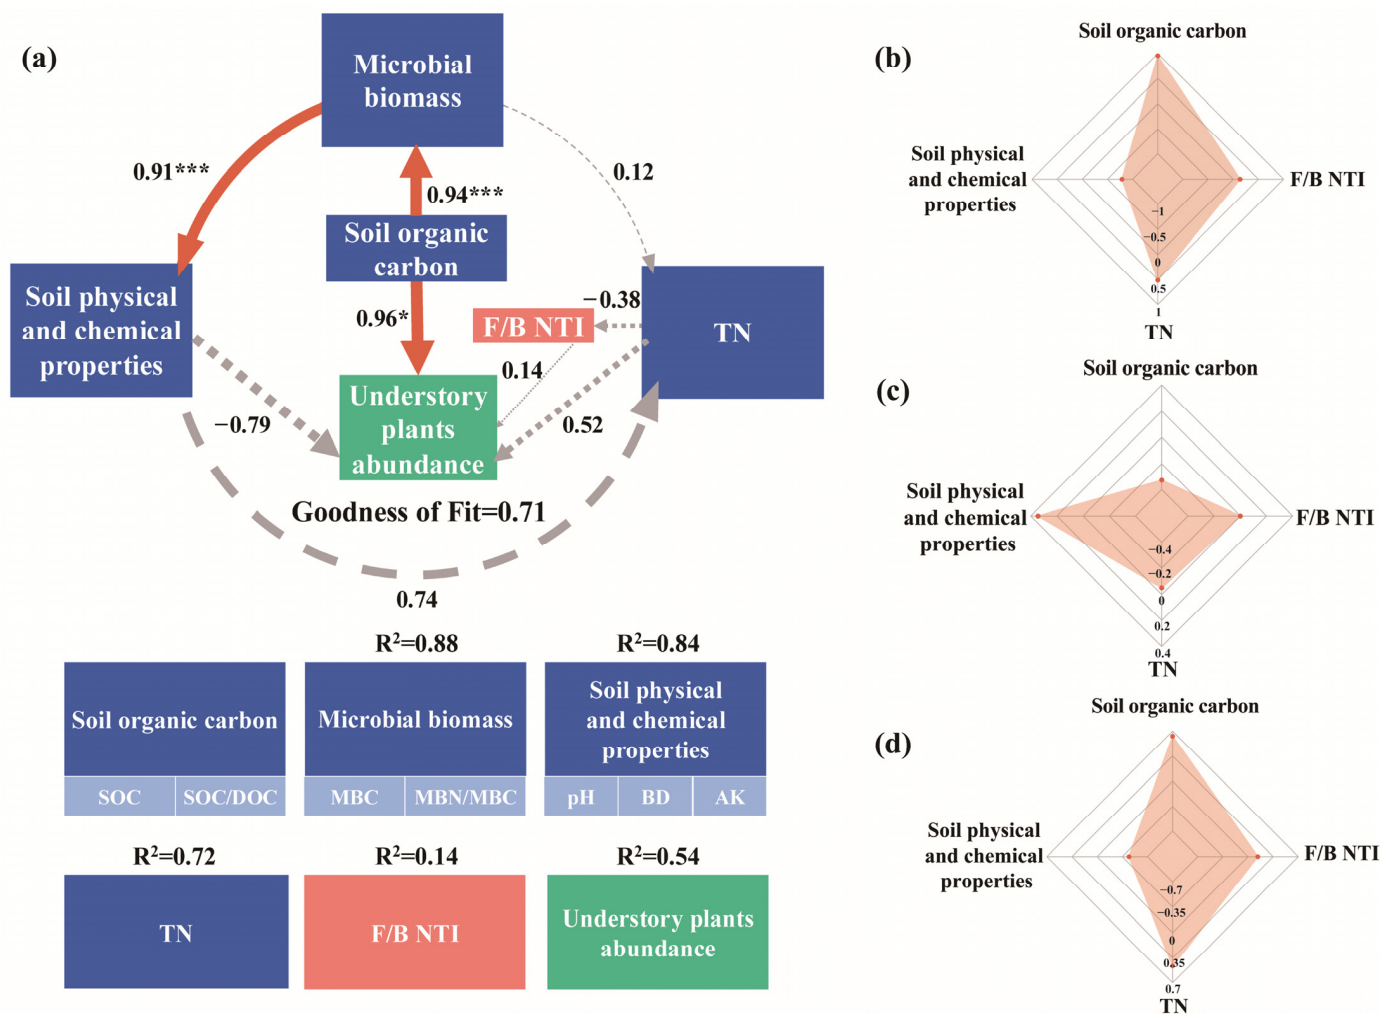 (a)
Microbial
biomass
0.91***
0.94***
0.12
Soil organic
carbon
Soil physical
and chemical
properties
0.96*
−0.38
F/B NTI
TN
0.14
Understory
plants
abundance
−0.79
0.52
Goodness of Fit=0.71
0.74
R²=0.88
R²=0.84
Soil organic carbon
SOC
SOC/DOC
Microbial biomass
MBC
MBN/MBC
Soil physical
and chemical
properties
pH
BD
AK
R²=0.72
R²=0.14
R²=0.54
TN
F/B NTI
Understory plants
abundance
(b)
Soil organic carbon
Soil physical
and chemical
properties
F/B NTI
−1
−0.5
0
0.5
1
TN
(c)
Soil organic carbon
Soil physical
and chemical
properties
F/B NTI
−0.4
−0.2
0
0.2
0.4
TN
(d)
Soil organic carbon
Soil physical
and chemical
properties
F/B NTI
−0.7
−0.35
0
0.35
0.7
TN